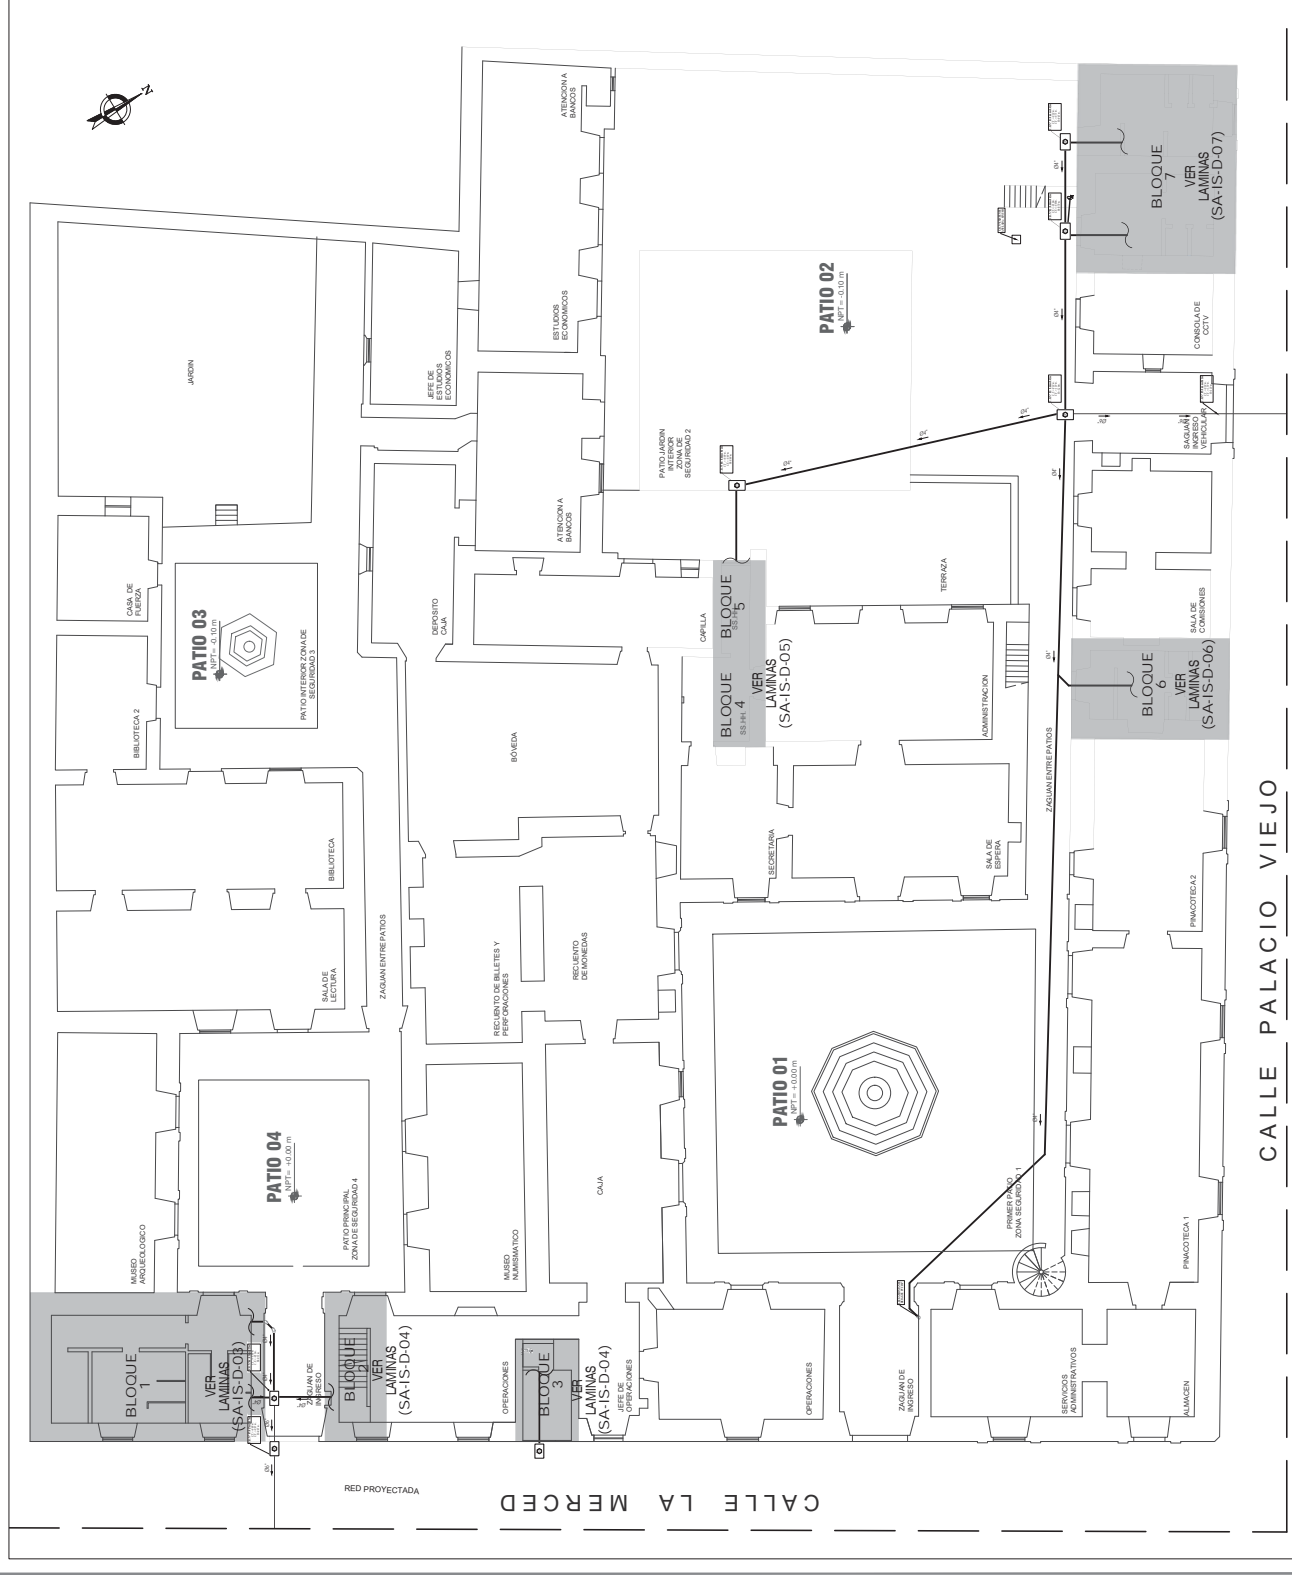 N
ATENCION A
BANCOS
JARDIN
JEFE DE
ESTUDIOS
ECONOMICOS
ESTUDIOS
ECONOMICOS
PATIO 02
NPT= -0.10 m
BLOQUE
7
VER
LAMINAS
(SA-IS-D-07)
CONSOLA DE
CCTV
SAGUAN
INGRESO
VEHICULAR
PATIO JARDIN
INTERIOR
ZONA DE
SEGURIDAD 2
ATENCION A
BANCOS
CASA DE
FUERZA
PATIO 03
NPT= -0.10 m
PATIO INTERIOR ZONA DE
SEGURIDAD 3
DEPOSITO
CAJA
CAPILLA
BLOQUE
5
SS.HH
BLOQUE
4
SS.HH
VER
LAMINAS
(SA-IS-D-05)
TERRAZA
SALA DE
COMISIONES
BLOQUE
6
VER
LAMINAS
(SA-IS-D-06)
BIBLIOTECA 2
BÓVEDA
ADMINISTRACION
ZAGUAN ENTRE PATIOS
BIBLIOTECA
SECRETARIA
SALA DE
ESPERA
PINACOTECA 2
SALA DE
LECTURA
ZAGUAN ENTRE PATIOS
RECUENTO DE BILLETES Y
PERFORACIONES
RECUENTO
DE MONEDAS
PATIO 01
NPT= +0.00 m
PATIO 04
NPT= +0.00 m
PATIO PRINCIPAL
ZONA DE SEGURIDAD 4
CAJA
PRIMER PATIO
ZONA SEGURIDAD 1
PINACOTECA 1
MUSEO
ARQUEOLOGICO
MUSEO
NUMISMATICO
BLOQUE
1
VER
LAMINAS
(SA-IS-D-03)
ZAGUAN DE
INGRESO
BLOQUE
2
VER
LAMINAS
(SA-IS-D-04)
OPERACIONES
BLOQUE
3
VER
LAMINAS
(SA-IS-D-04)
JEFE DE
OPERACIONES
OPERACIONES
ZAGUAN DE
INGRESO
SERVICIOS
ADMINISTRATIVOS
ALMACEN
RED PROYECTADA
CALLE LA MERCED
CALLE PALACIO VIEJO